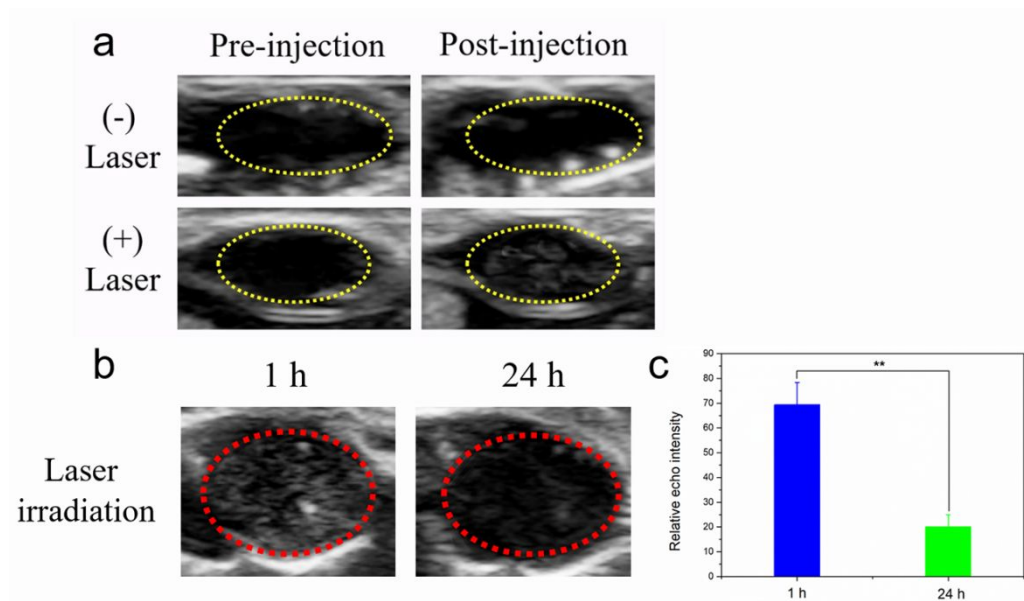 a
Pre-injection
Post-injection
(-)
Laser
(+)
Laser
b
1 h
24 h
Laser
irradiation
c
Relative echo intensity
90
80
70
60
50
40
30
20
10
0
**
1 h
24 h